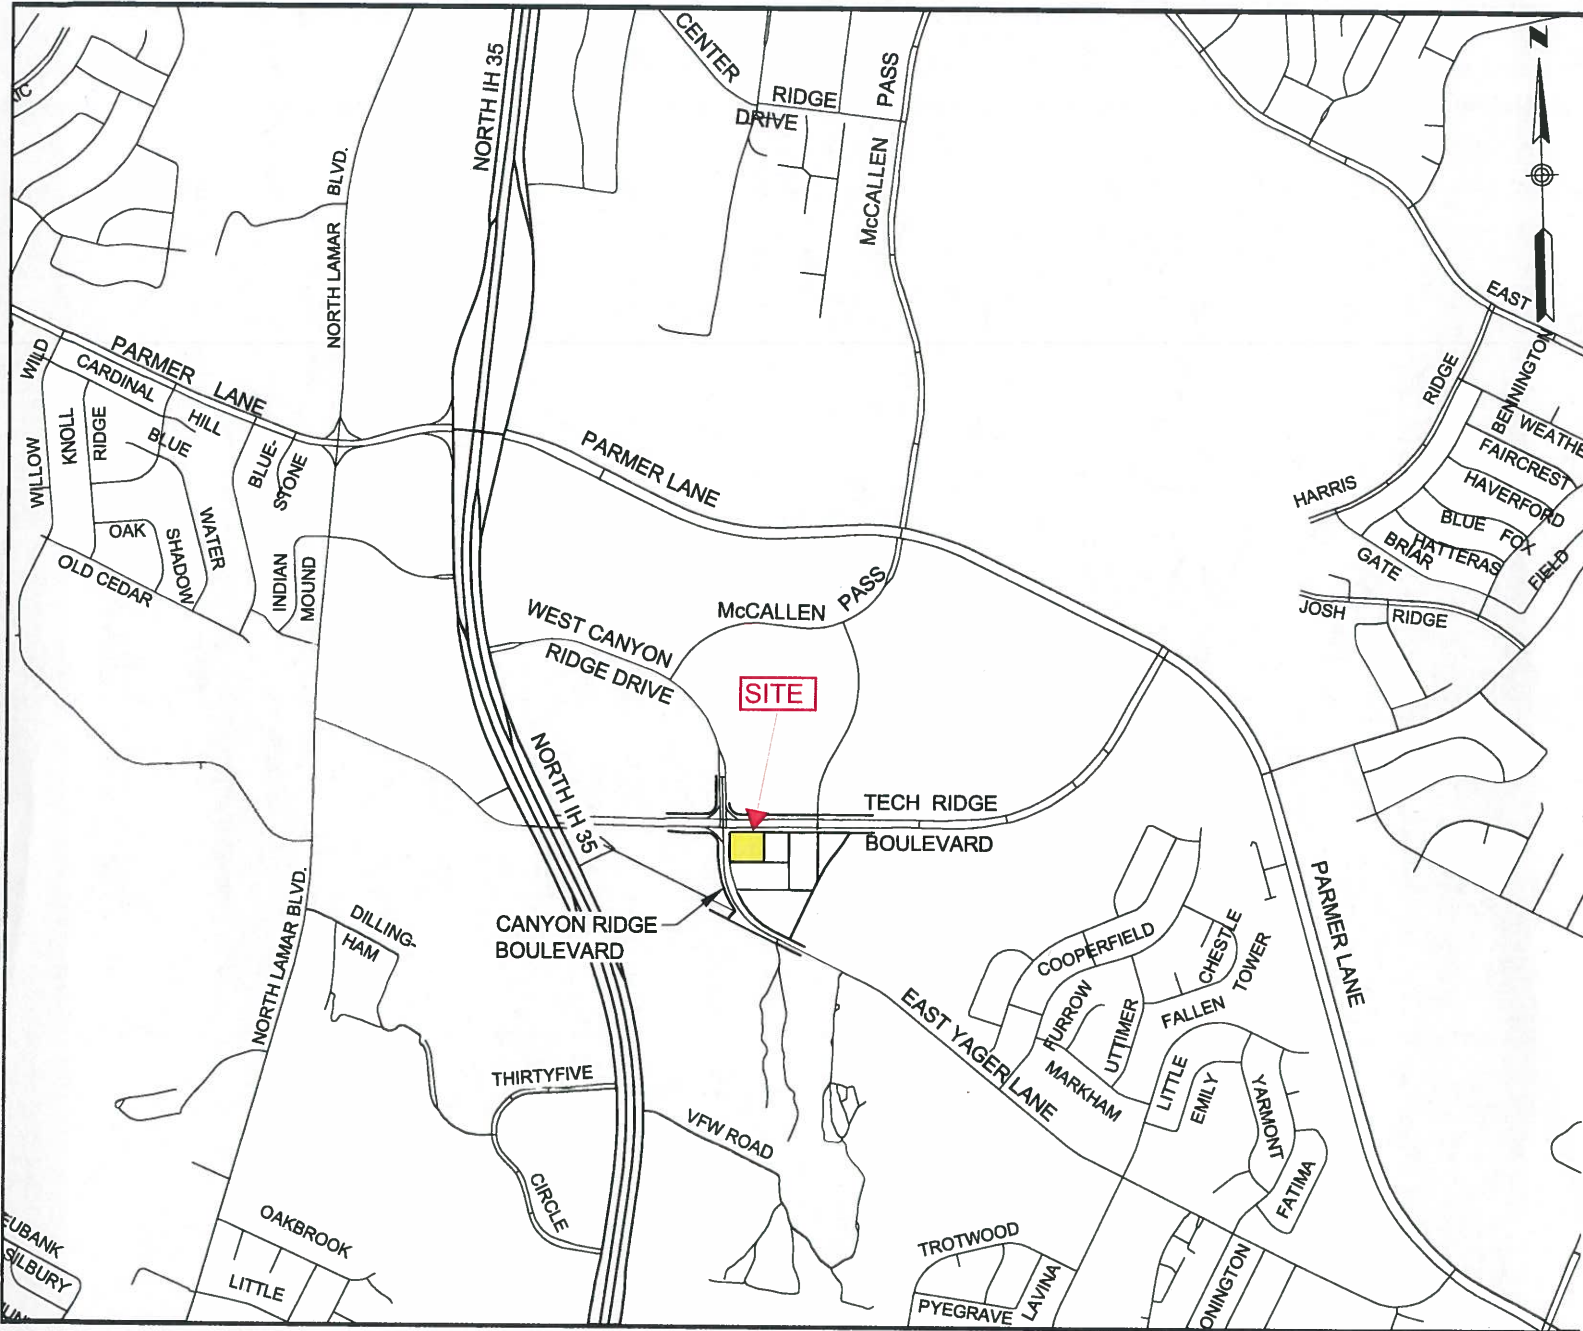 CENTER
RIDGE
DRIVE
PASS
McCALLEN
NORTH IH 35
BLVD.
NORTH LAMAR
N
EAST
PARMER
LANE
WIILD
CARDINAL
HILL
KNOLL
RIDGE
WILLOW
BLUE
WATER
BLUE-
STONE
OAK
SHADOW
OLD CEDAR
INDIAN
MOUND
PARMER LANE
RIDGE
HARRIS
BENNINGTON
WEATHE
FAIRCREST
HAVERFORD
BLUE FOX
HATTERAS
BRIAR
GATE
FIELD
JOSH
RIDGE
McCALLEN
PASS
WEST CANYON
RIDGE DRIVE
SITE
NORTH IH 35
TECH RIDGE
BOULEVARD
CANYON RIDGE
BOULEVARD
NORTH LAMAR BLVD.
DILLING-
HAM
PARMER LANE
COOPERFIELD
CHESTLE
TOWER
FALLEN
FURROW
UTTIMER
MARKHAM
EAST YAGER LANE
LITTLE
EMILY
YARMONT
FATIMA
THIRTYFIVE
CIRCLE
VFW ROAD
OAKBROOK
LITTLE
EUBANK
SILBURY
TROTWOOD
LAVINA
PYEGRAVE
ONINGTON